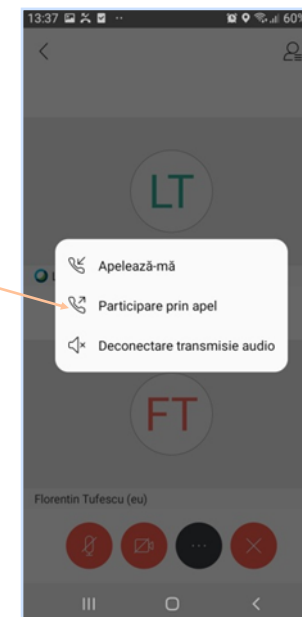 13:37
60%
LT
L
Apelează-mă
Participare prin apel
Deconectare transmisie audio
FT
Florentin Tufescu (eu)